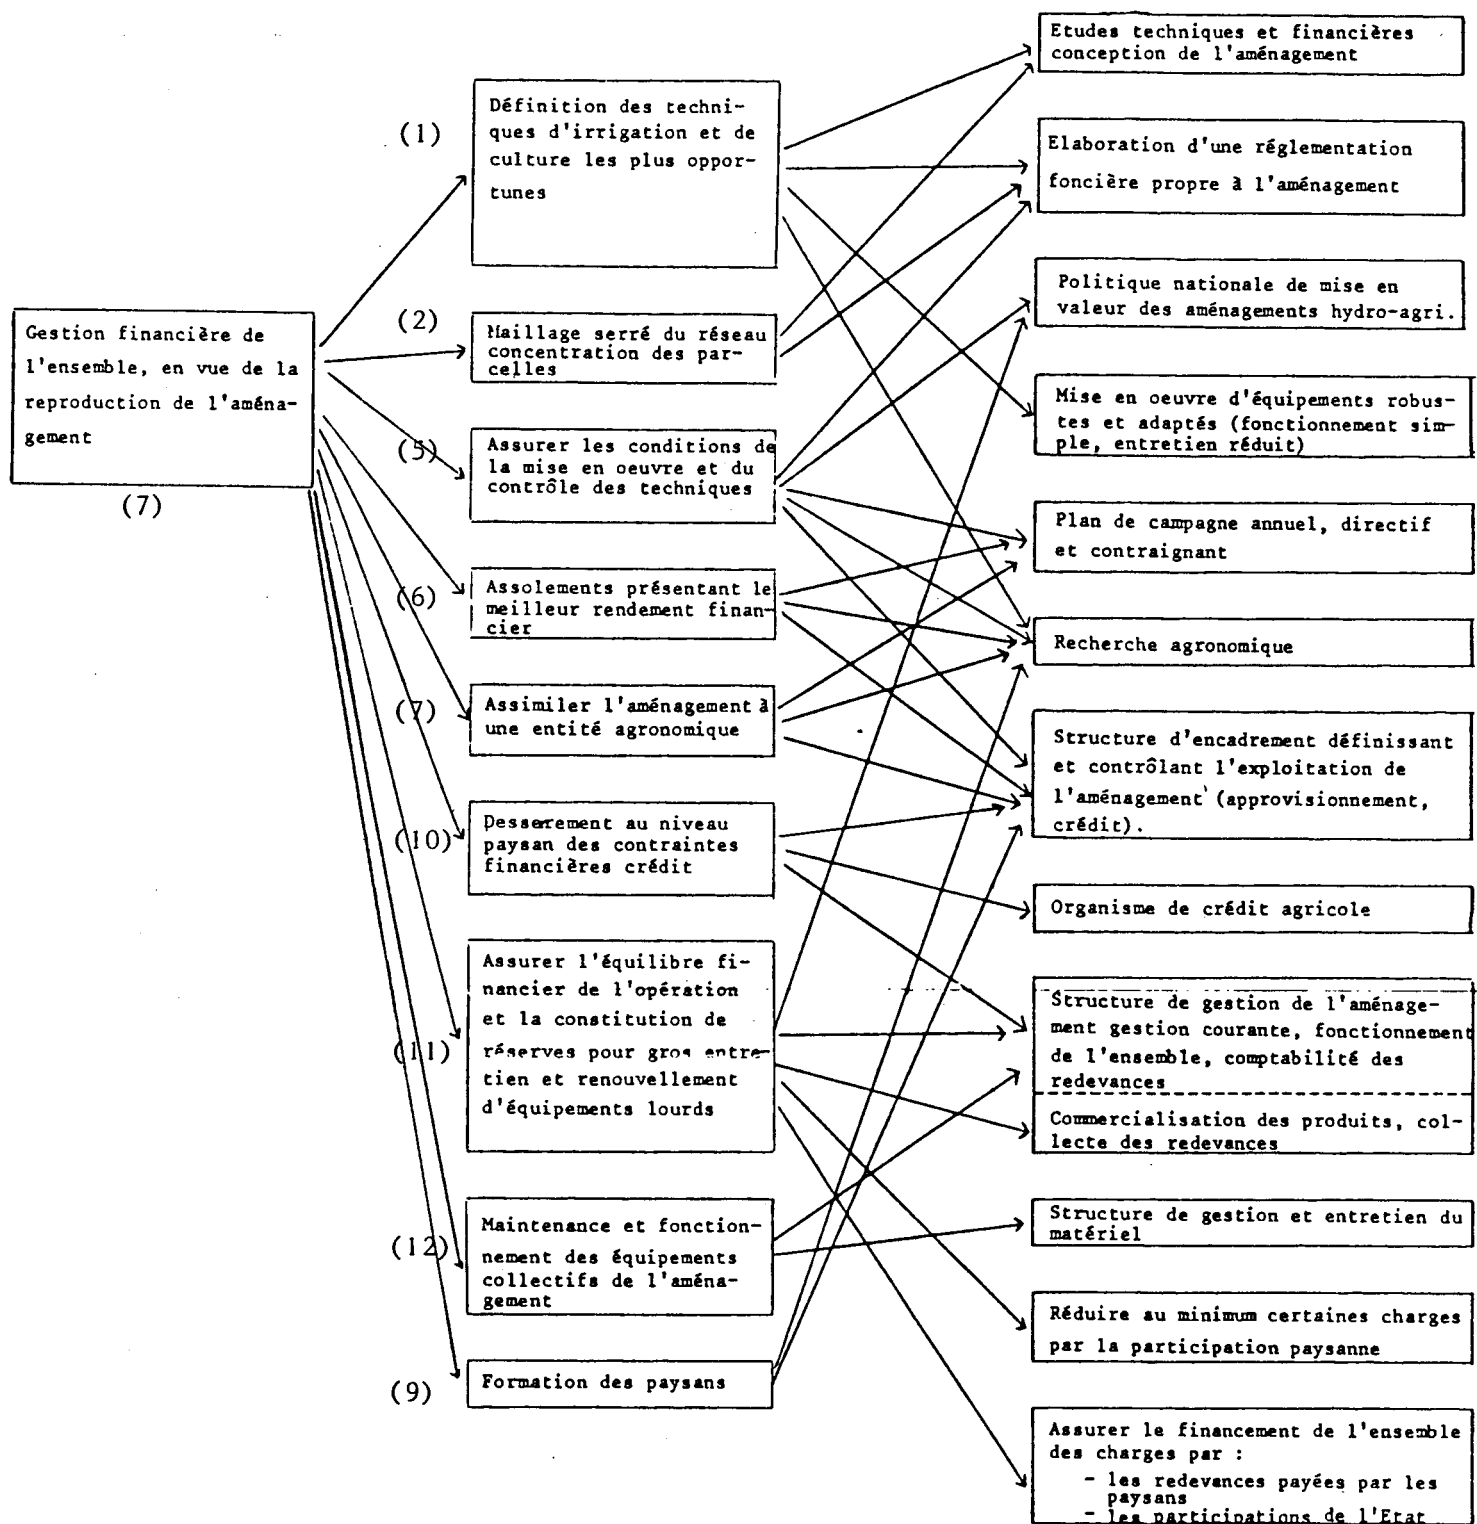 Gestion financière de
l'ensemble, en vue de la
reproduction de l'aména-
gement
(7)
(1)
Définition des techni-
ques d'irrigation et de
culture les plus oppor-
tunes
(2)
Maillage serré du réseau
concentration des par-
celles
(5)
Assurer les conditions de
la mise en oeuvre et du
contrôle des techniques
(6)
Assolements présentant le
meilleur rendement finan-
cier
(7)
Assimiler l'aménagement à
une entité agronomique
(10)
Desserement au niveau
paysan des contraintes
financières crédit
(11)
Assurer l'équilibre fi-
nancier de l'opération
et la constitution de
réserves pour gros entre-
tien et renouvellement
d'équipements lourds
(12)
Maintenance et fonction-
nement des équipements
collectifs de l'aména-
gement
(9)
Formation des paysans
Etudes techniques et financières
conception de l'aménagement
Elaboration d'une réglementation
foncière propre à l'aménagement
Politique nationale de mise en
valeur des aménagements hydro-agri.
Mise en oeuvre d'équipements robus-
tes et adaptés (fonctionnement sim-
ple, entretien réduit)
Plan de campagne annuel, directif
et contraignant
Recherche agronomique
Structure d'encadrement définissant
et contrôlant l'exploitation de
l'aménagement (approvisionnement,
crédit).
Organisme de crédit agricole
Structure de gestion de l'aménage-
ment gestion courante, fonctionnement
de l'ensemble, comptabilité des
redevances
Commercialisation des produits, col-
lecte des redevances
Structure de gestion et entretien du
matériel
Réduire au minimum certaines charges
par la participation paysanne
Assurer le financement de l'ensemble
des charges par :
- les redevances payées par les
paysans
- les participations de l'Etat